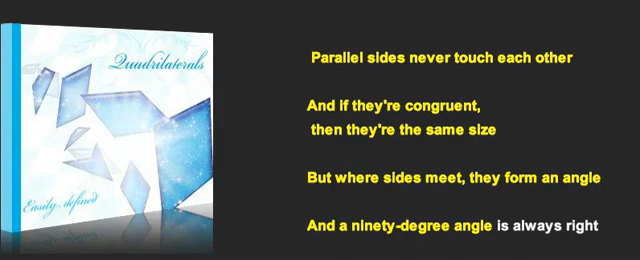 Quadrilaterals
Easily-defined
Parallel sides never touch each other
And if they're congruent,
then they're the same size
But where sides meet, they form an angle
And a ninety-degree angle is always right